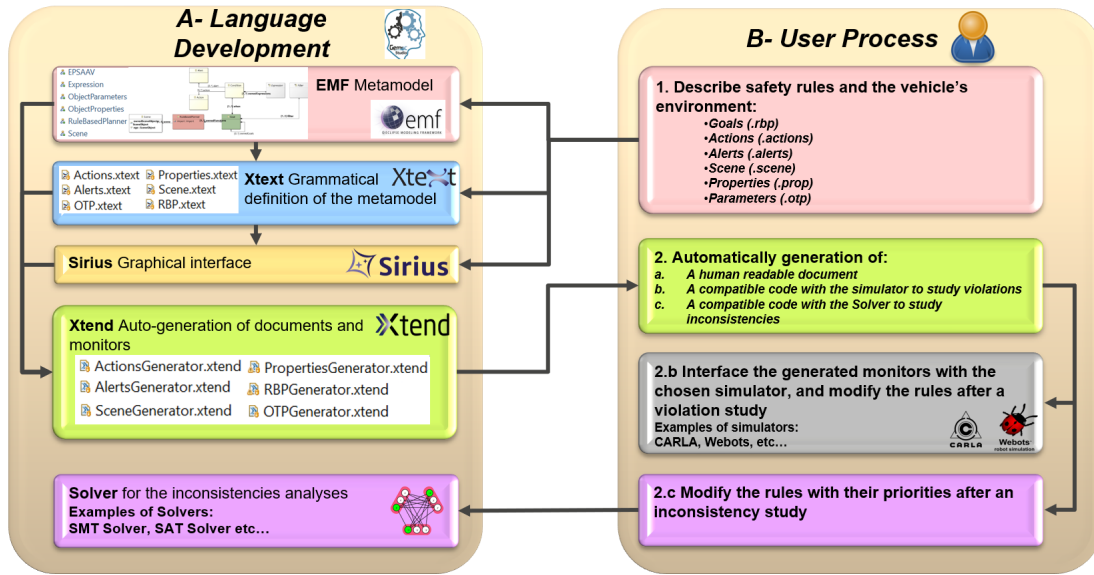 A- Language
Development
EPSAAV
Expression
ObjectParameters
ObjectProperties
RuleBasedPlanner
Scene
EMF Metamodel
emf
ECLIPSE MODELING FRAMEWORK
Actions.xtext
Properties.xtext
Alerts.xtext
Scene.xtext
OTP.xtext
RBP.xtext
Xtext Grammatical
definition of the metamodel
Xtext
Sirius Graphical interface
Sirius
Xtend Auto-generation of documents and
monitors
Xtend
ActionsGenerator.xtend
PropertiesGenerator.xtend
AlertsGenerator.xtend
RBPGenerator.xtend
SceneGenerator.xtend
OTPGenerator.xtend
Solver for the inconsistencies analyses
Examples of Solvers:
SMT Solver, SAT Solver etc…
B- User Process
1. Describe safety rules and the vehicle’s
environment:
•Goals (.rbp)
•Actions (.actions)
•Alerts (.alerts)
•Scene (.scene)
•Properties (.prop)
•Parameters (.otp)
2. Automatically generation of:
a. A human readable document
b. A compatible code with the simulator to study violations
c. A compatible code with the Solver to study
inconsistencies
2.b Interface the generated monitors with the
chosen simulator, and modify the rules after a
violation study
Examples of simulators:
CARLA, Webots, etc…
CARLA
Webots
robot simulation
2.c Modify the rules with their priorities after an
inconsistency study